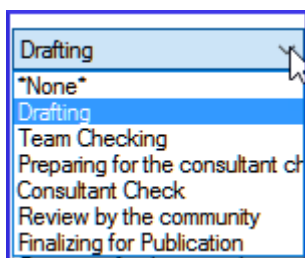 Drafting
*None*
Drafting
Team Checking
Preparing for the consultant ch
Consultant Check
Review by the community
Finalizing for Publication